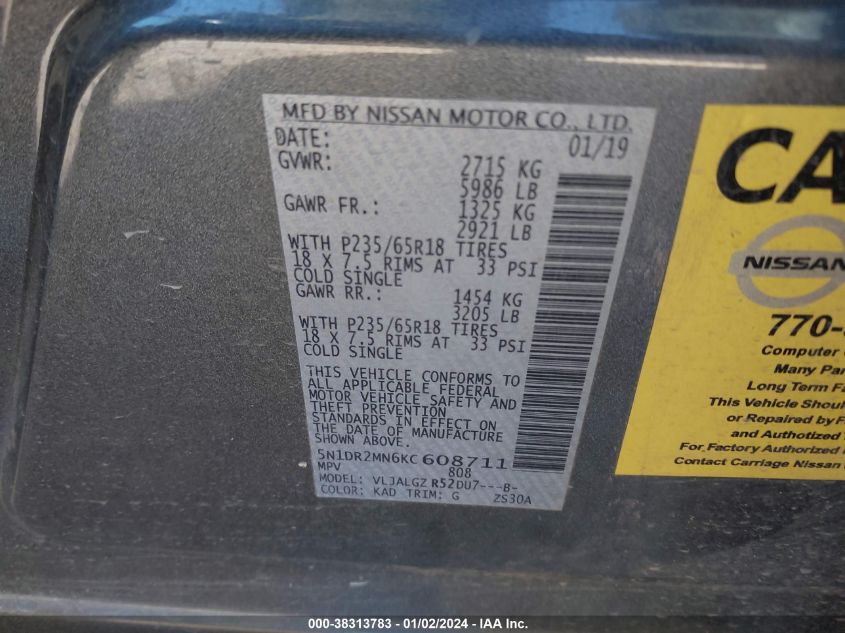 MFD BY NISSAN MOTOR CO., LTD.
DATE: 01/19
GVWR: 2715 KG
5986 LB
GAWR FR.: 1325 KG
2921 LB
WITH P235/65R18 TIRES
18 X 7.5 RIMS AT 33 PSI
COLD SINGLE
GAWR RR.: 1454 KG
3205 LB
WITH P235/65R18 TIRES
18 X 7.5 RIMS AT 33 PSI
COLD SINGLE
THIS VEHICLE CONFORMS TO
ALL APPLICABLE FEDERAL
MOTOR VEHICLE SAFETY AND
THEFT PREVENTION
STANDARDS IN EFFECT ON
THE DATE OF MANUFACTURE
SHOWN ABOVE.
5N1DR2MN6KC608711
MPV 808
MODEL: VLJALGZ R52DU7---B-
COLOR: KAD TRIM: G ZS30A
CA
NISSAN
770-
Computer
Many Par
Long Term Fa
This Vehicle Shoul
or Repaired by F
and Authotized T
For Factory Authorized
Contact Carriage Nissan
000-38313783 - 01/02/2024 - IAA Inc.